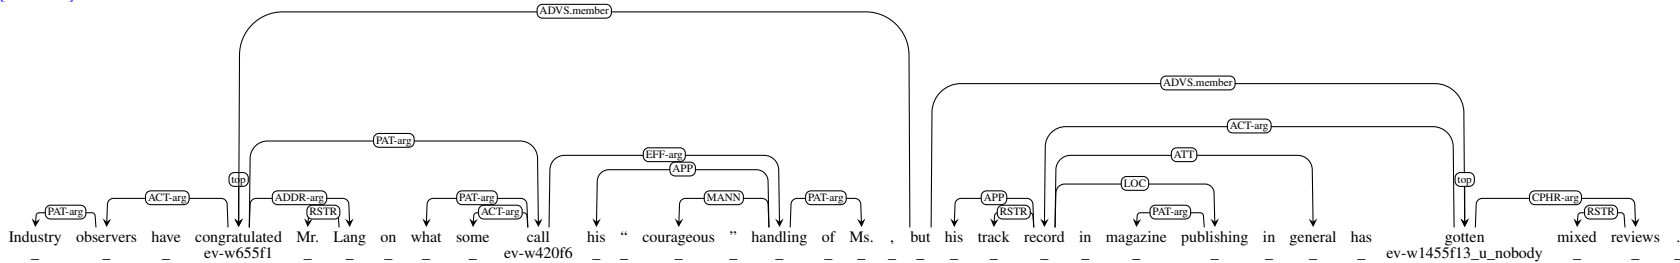 ADVS.member
ADVS.member
ACT-arg
PAT-arg
EFF-arg ATT
APP
top top
LOC
ACT-arg ADDR-arg PAT-arg MANN PAT-arg APP CPHR-arg
PAT-arg RSTR ACT-arg RSTR PAT-arg RSTR
Industry observers have congratulated Mr. Lang on what some call his “ courageous ” handling of Ms. , but his track record in magazine publishing in general has gotten mixed reviews .
_ _ _ ev-w655f1 _ _ _ _ _ ev-w420f6 _ _ _ _ _ _ _ _ _ _ _ _ _ _ _ _ _ _ ev-w1455f13_u_nobody _ _ _